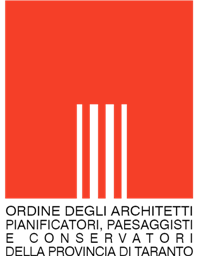 ORDINE DEGLI ARCHITETTI
PIANIFICATORI, PAESAGGISTI
E CONSERVATORI
DELLA PROVINCIA DI TARANTO